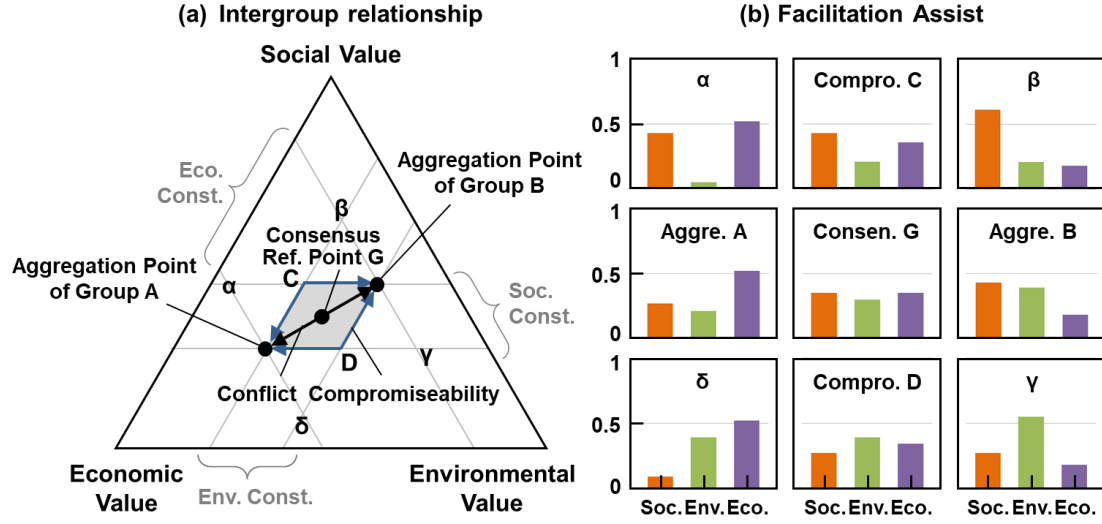 (a) Intergroup relationship
Social Value
Eco.
Const.
Aggregation Point
of Group B
β
Consensus
Ref. Point G
Aggregation Point
of Group A
α
C
Soc.
Const.
D
γ
Conflict
Compromiseability
δ
Economic
Value
Env. Const.
Environmental
Value
(b) Facilitation Assist
1
0.5
0
α
Compro. C
β
1
0.5
0
Aggre. A
Consen. G
Aggre. B
1
0.5
0
δ
Compro. D
γ
Soc. Env. Eco.
Soc. Env. Eco.
Soc. Env. Eco.